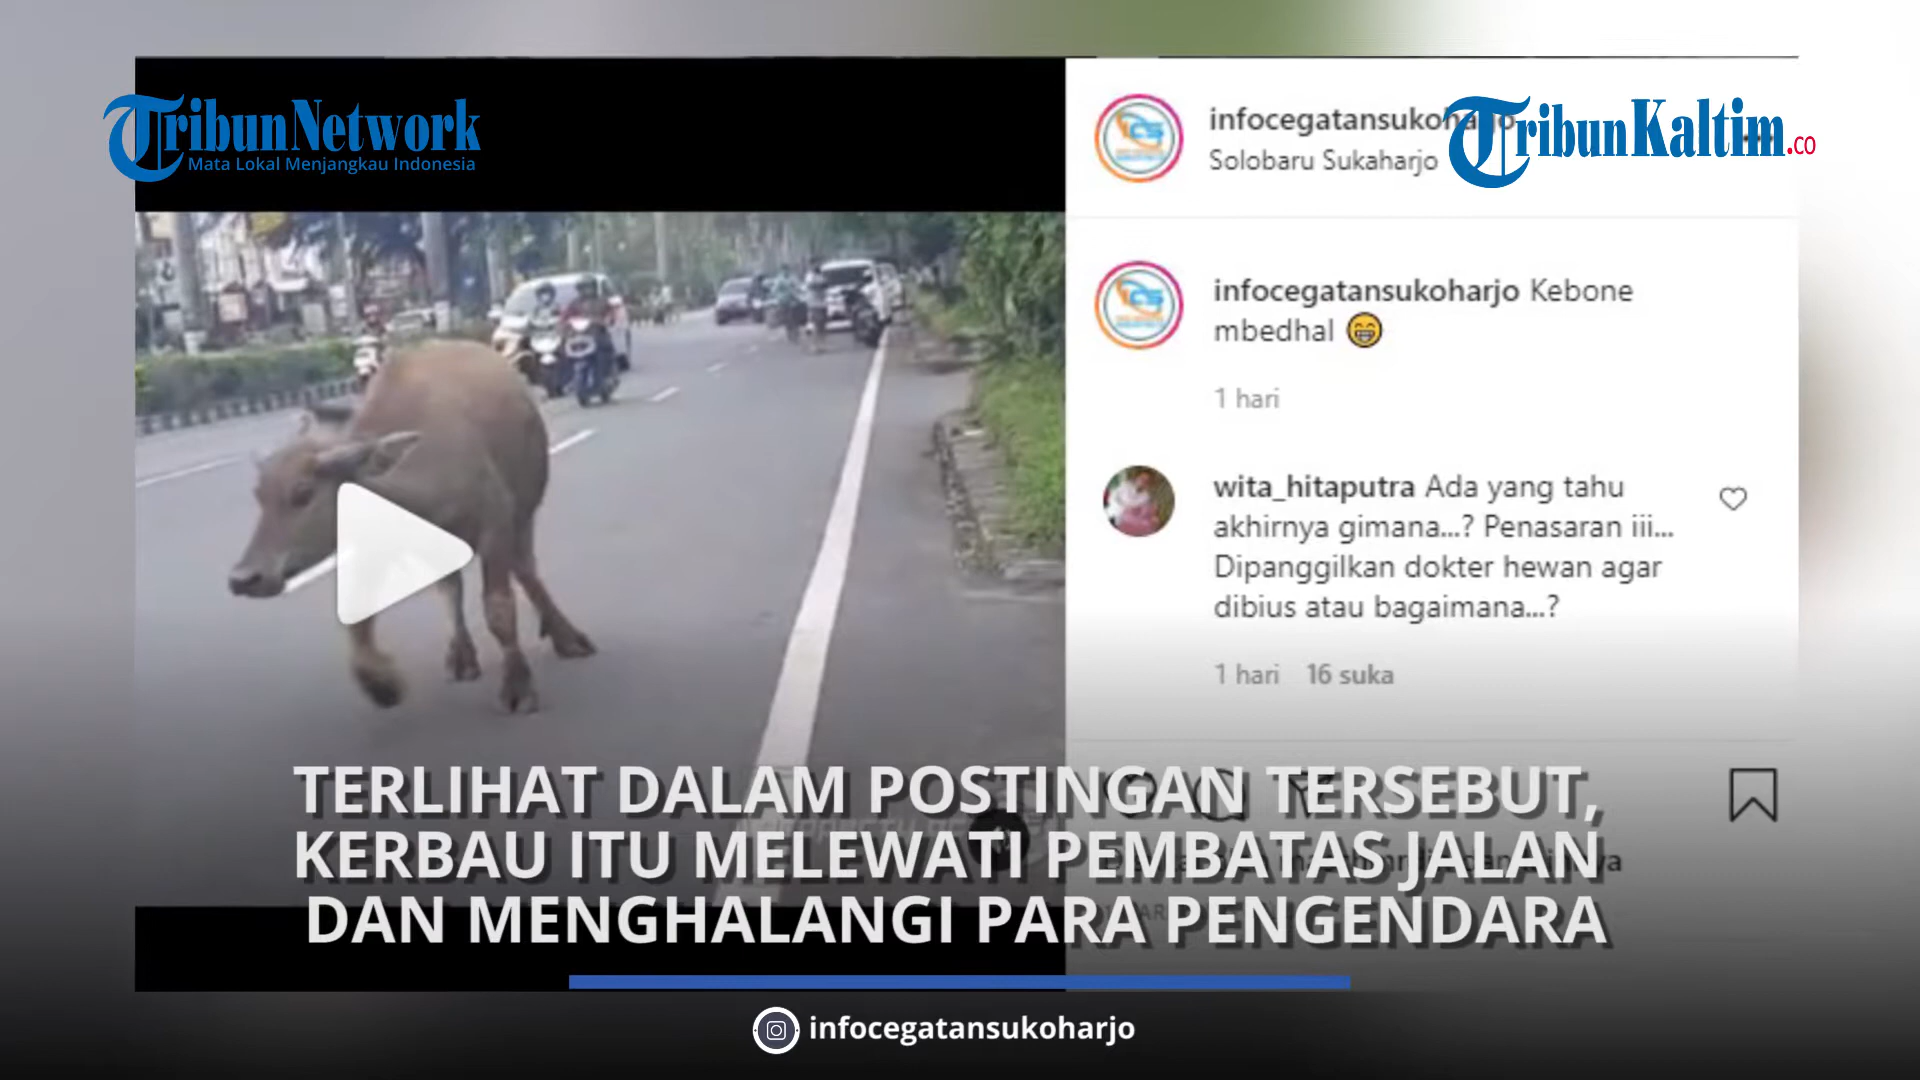 TribunNetwork
Mata Lokal Menjangkau Indonesia
TribunKaltim.co
infocegatansukoharjo
Solobaru Sukaharjo
infocegatansukoharjo Kebone
mbedhal 😁
1 hari
wita_hitaputra Ada yang tahu
akhirnya gimana...? Penasaran iii...
Dipanggilkan dokter hewan agar
dibius atau bagaimana...?
1 hari 16 suka
TERLIHAT DALAM POSTINGAN TERSEBUT,
KERBAU ITU MELEWATI PEMBATAS JALAN
DAN MENGHALANGI PARA PENGENDARA
infocegatansukoharjo